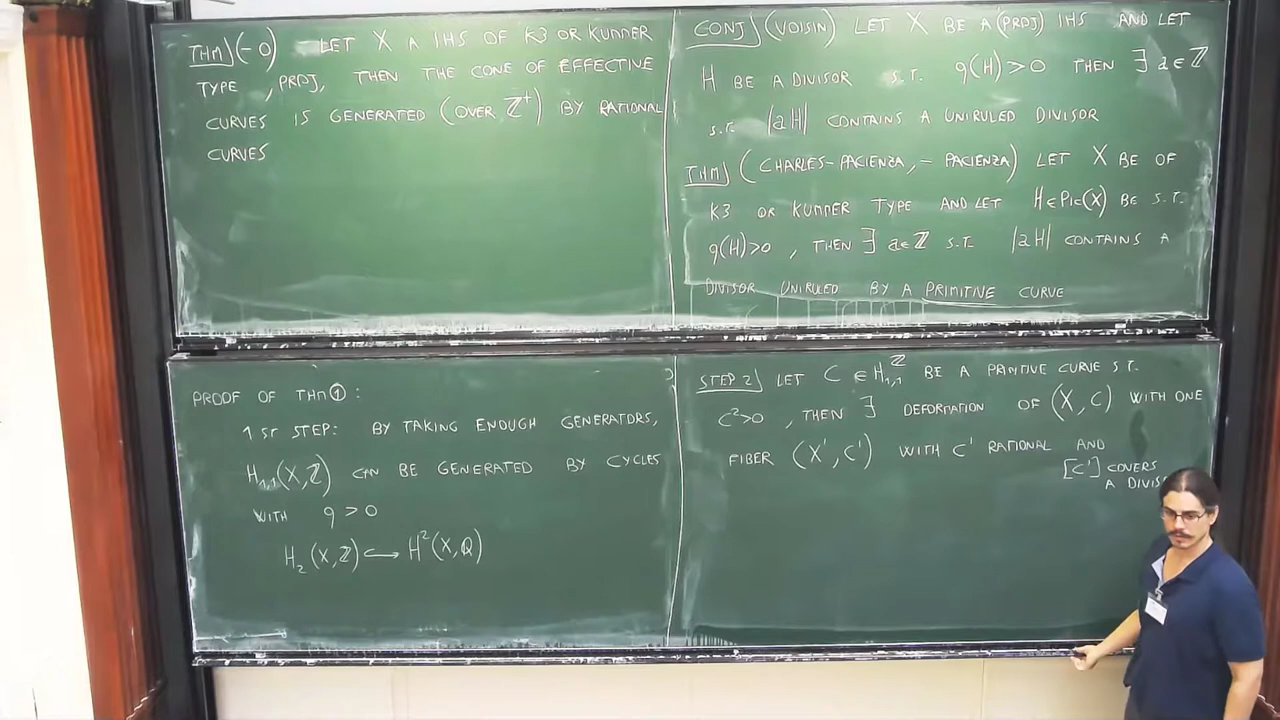 THM) (– 0) LET X A IHS OF K3 OR KUMMER
TYPE, PROJ, THEN THE CONE OF EFFECTIVE
CURVES IS GENERATED (OVER ℤ⁺) BY RATIONAL
CURVES
CONJ) (VOISIN) LET X BE A (PROJ) IHS AND LET
H BE A DIVISOR S.T. q(H)>0 THEN ∃ a∈ℤ
S.T. |aH| CONTAINS A UNIRULED DIVISOR
THM) (CHARLES-PACIENZA, – PACIENZA) LET X BE OF
K3 OR KUMMER TYPE AND LET H∈Pic(X) BE S.T.
q(H)>0, THEN ∃ a∈ℤ S.T. |aH| CONTAINS A
DIVISOR UNIRULED BY A PRIMITIVE CURVE
PROOF OF THM ①:
1ST STEP: BY TAKING ENOUGH GENERATORS,
H₁,₁(X,ℤ) CAN BE GENERATED BY CYCLES
WITH q>0
H₂(X,ℤ) ↪ H²(X,ℚ)
STEP 2) LET C ∈ H₁,₁^ℤ BE A PRIMITIVE CURVE S.T.
C²>0, THEN ∃ DEFORMATION OF (X,C) WITH ONE
FIBER (X',C') WITH C' RATIONAL AND
[C'] COVERS
A